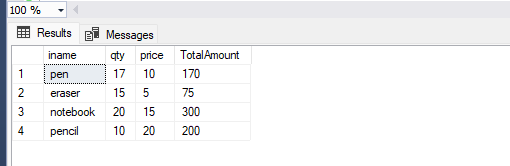 100 %
Results Messages
iname qty price TotalAmount
1 pen 17 10 170
2 eraser 15 5 75
3 notebook 20 15 300
4 pencil 10 20 200